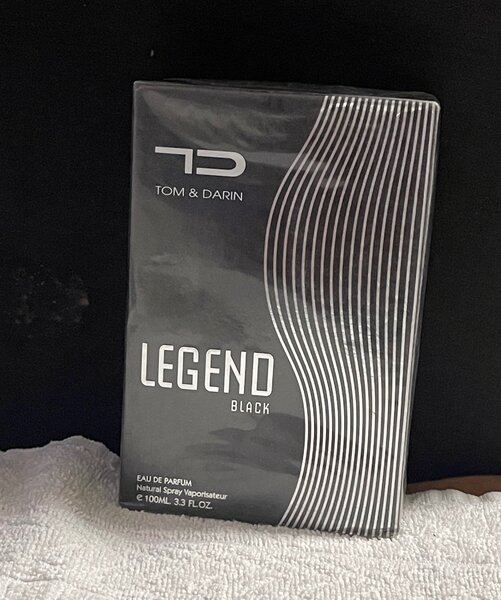 TD
TOM & DARIN
LEGEND
BLACK
EAU DE PARFUM
Natural Spray Vaporisateur
℮ 100ML. 3.3 FL.OZ.